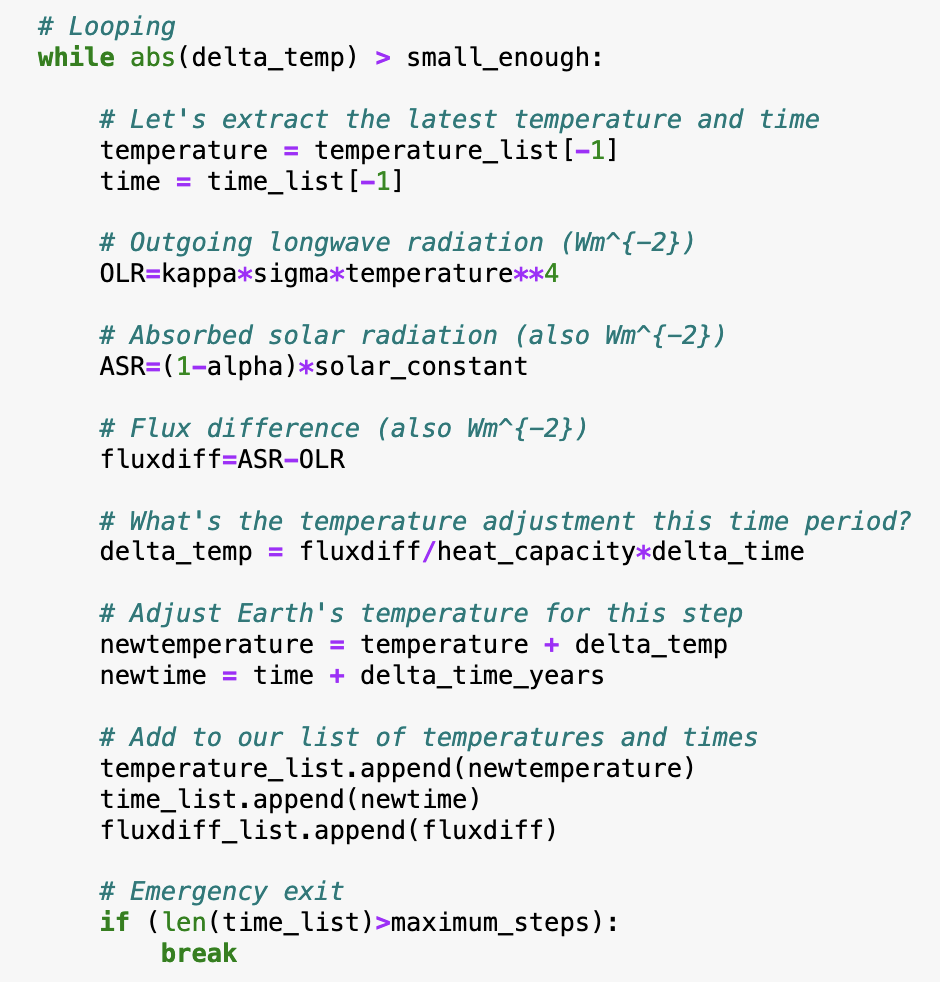 # Looping
while abs(delta_temp) > small_enough:
# Let's extract the latest temperature and time
temperature = temperature_list[-1]
time = time_list[-1]
# Outgoing longwave radiation (Wm^{-2})
OLR=kappa*sigma*temperature**4
# Absorbed solar radiation (also Wm^{-2})
ASR=(1-alpha)*solar_constant
# Flux difference (also Wm^{-2})
fluxdiff=ASR-OLR
# What's the temperature adjustment this time period?
delta_temp = fluxdiff/heat_capacity*delta_time
# Adjust Earth's temperature for this step
newtemperature = temperature + delta_temp
newtime = time + delta_time_years
# Add to our list of temperatures and times
temperature_list.append(newtemperature)
time_list.append(newtime)
fluxdiff_list.append(fluxdiff)
# Emergency exit
if (len(time_list)>maximum_steps):
break